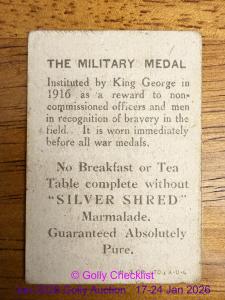 THE MILITARY MEDAL
Instituted by King George in
1916 as a reward to non-
commissioned officers and men
in recognition of bravery in the
field. It is worn immediately
before all war medals.
No Breakfast or Tea
Table complete without
"SILVER SHRED"
Marmalade.
Guaranteed Absolutely
Pure.
© Golly Checklist
Golly Auction 17-24 Jan 2026